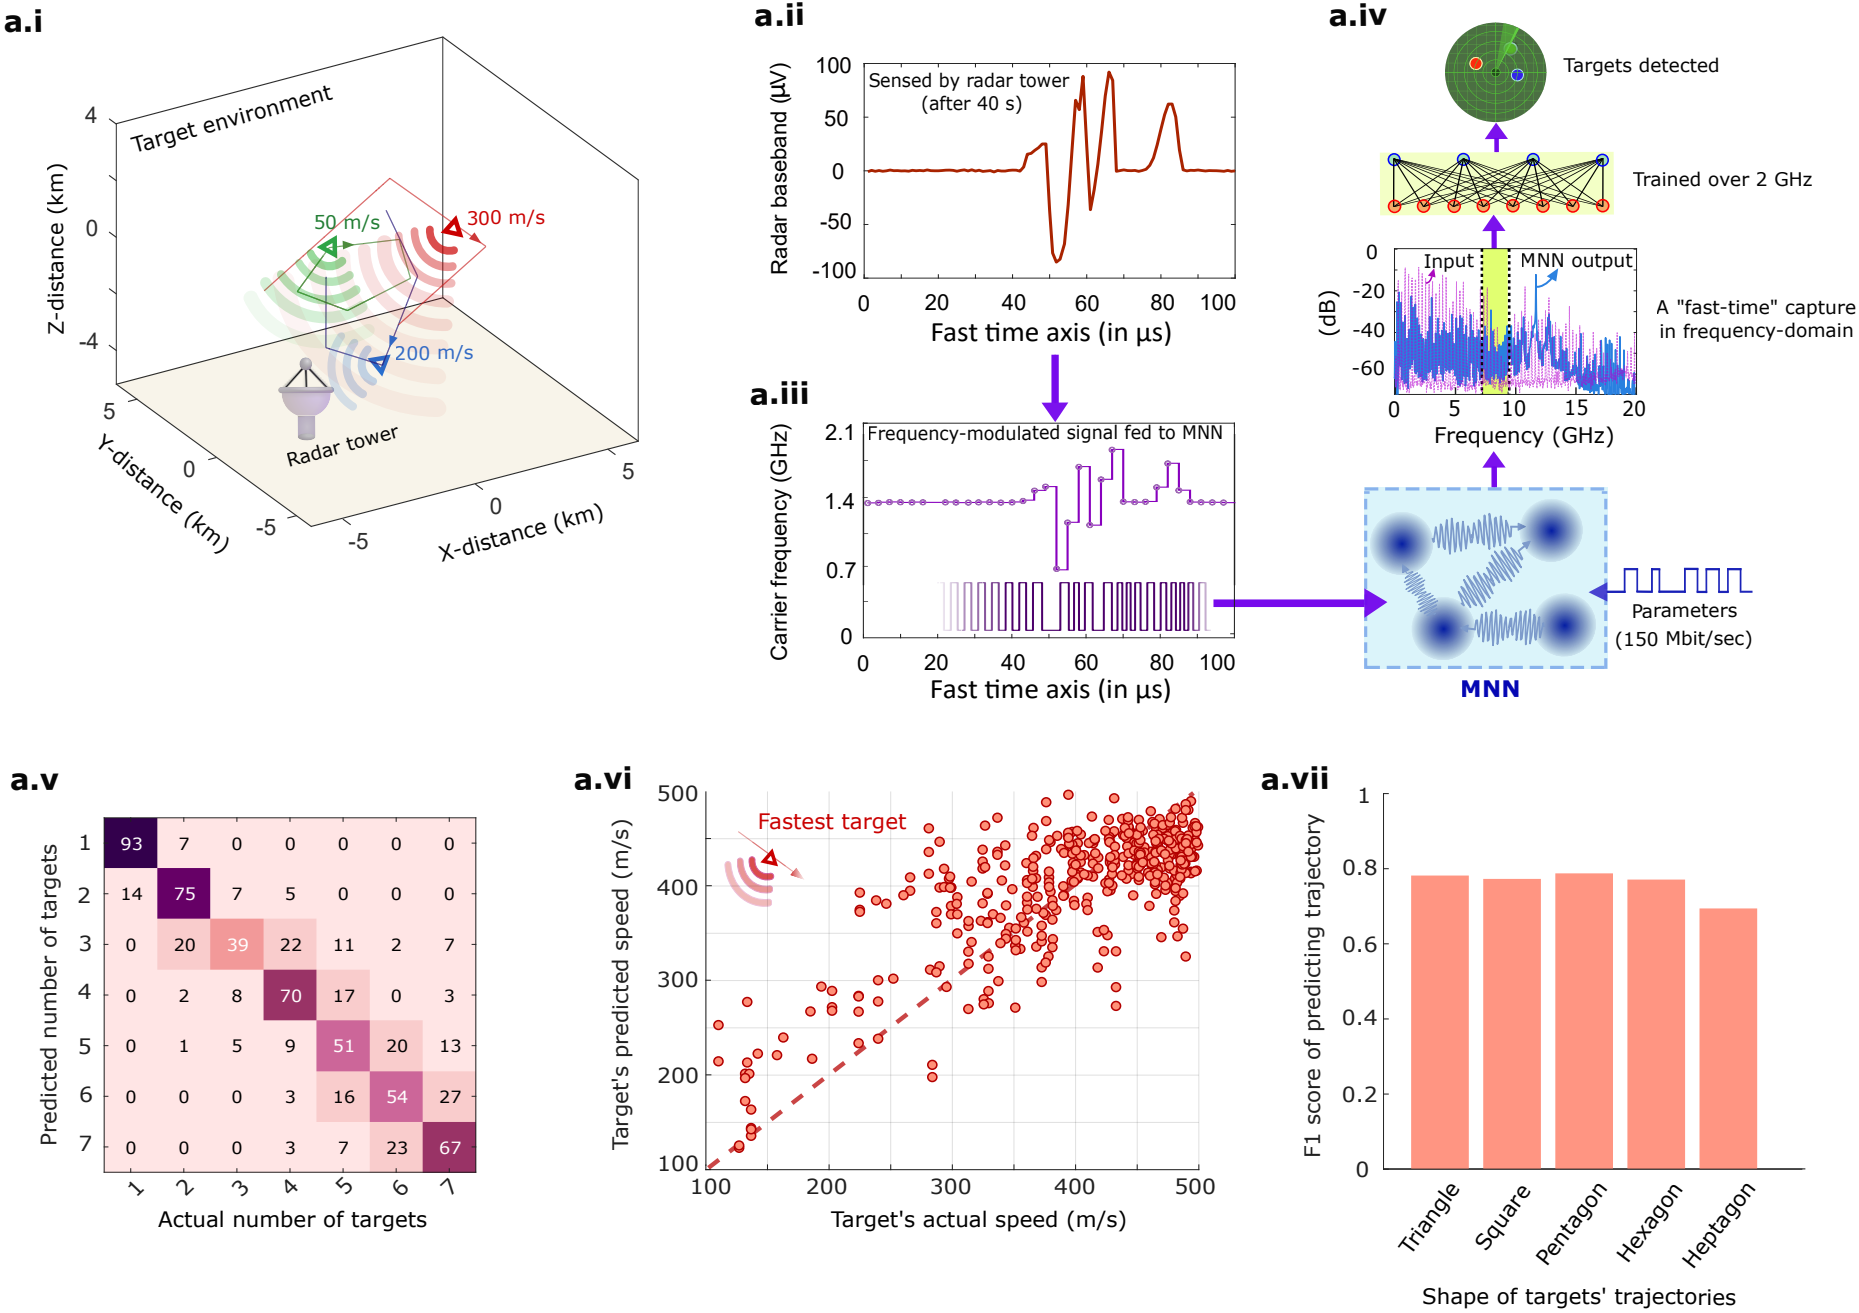 a.i
Target environment
4
0
-4
Z-distance (km)
50 m/s
300 m/s
200 m/s
Radar tower
5
0
-5
Y-distance (km)
-5
0
5
X-distance (km)
a.ii
Radar baseband (µV)
100
50
0
-50
-100
Sensed by radar tower
(after 40 s)
0 20 40 60 80 100
Fast time axis (in µs)
a.iii
Carrier frequency (GHz)
2.1
1.4
0.7
0
Frequency-modulated signal fed to MNN
0 20 40 60 80 100
Fast time axis (in µs)
a.iv
Targets detected
Trained over 2 GHz
(dB)
0
-20
-40
-60
Input
MNN output
A "fast-time" capture
in frequency-domain
0 5 10 15 20
Frequency (GHz)
Parameters
(150 Mbit/sec)
MNN
a.v
Predicted number of targets
1 93 7 0 0 0 0 0
2 14 75 7 5 0 0 0
3 0 20 39 22 11 2 7
4 0 2 8 70 17 0 3
5 0 1 5 9 51 20 13
6 0 0 0 3 16 54 27
7 0 0 0 3 7 23 67
1 2 3 4 5 6 7
Actual number of targets
a.vi
Target's predicted speed (m/s)
500
400
300
200
100
Fastest target
100 200 300 400 500
Target's actual speed (m/s)
a.vii
F1 score of predicting trajectory
1
0.8
0.6
0.4
0.2
0
Triangle
Square
Pentagon
Hexagon
Heptagon
Shape of targets' trajectories